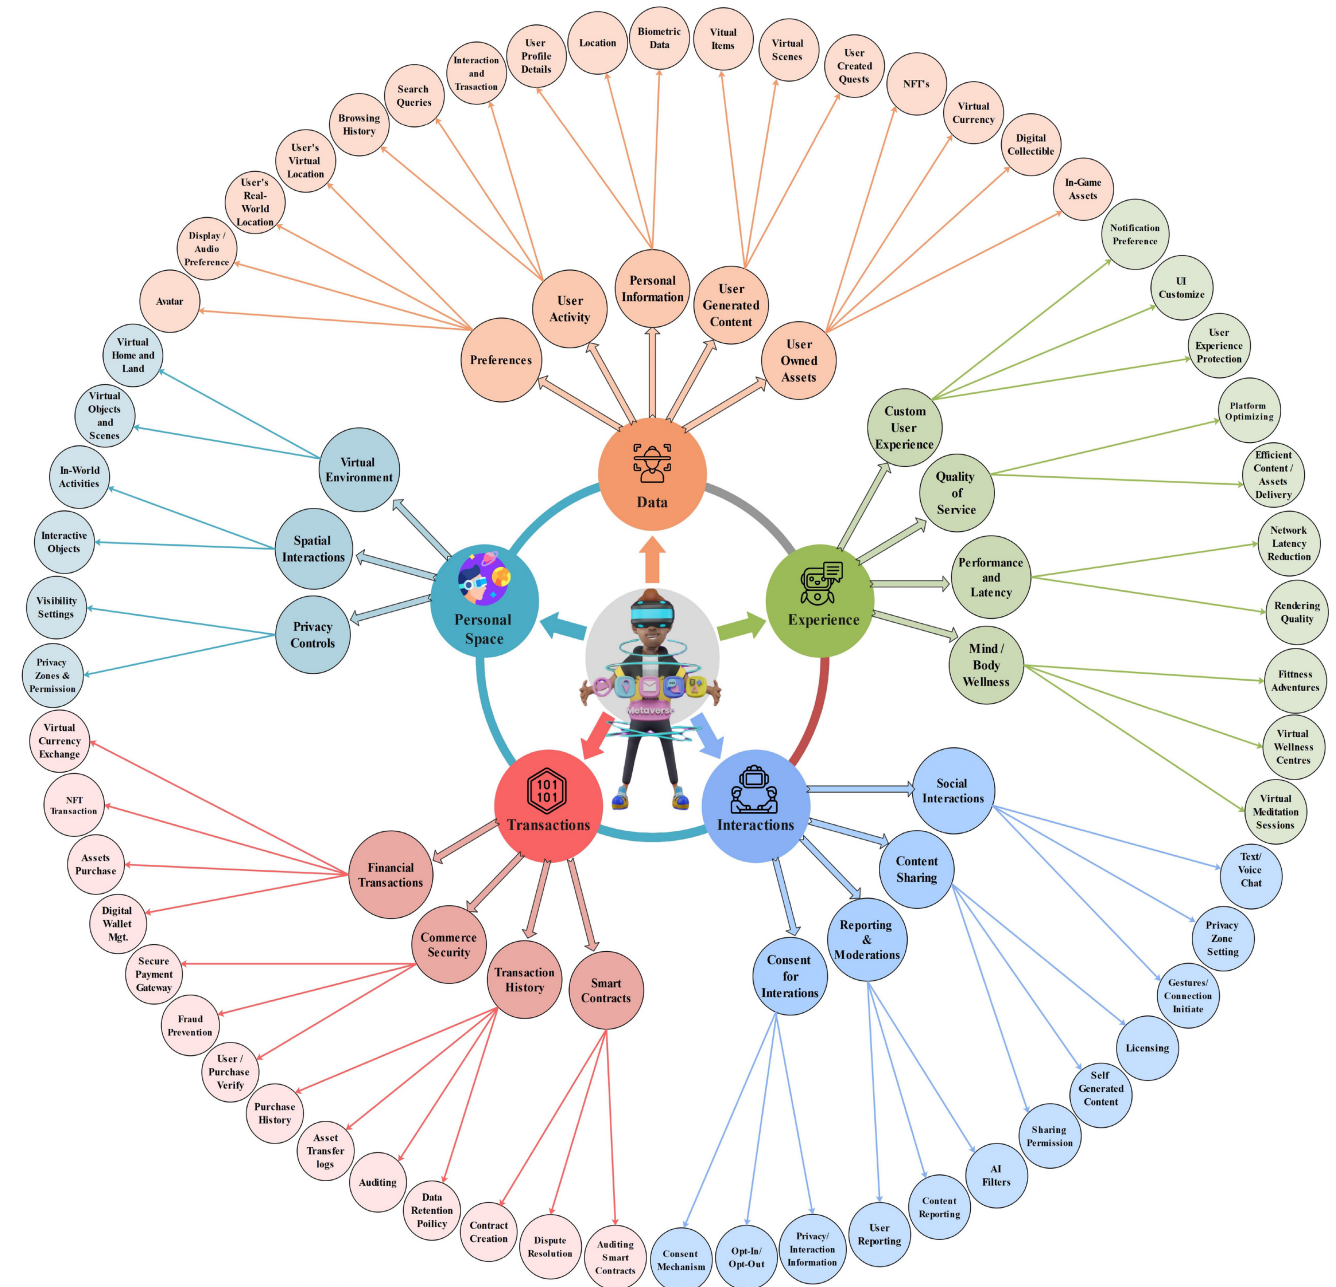 Biometric
Data
Vitual
Items
Virtual
Scenes
User
Created
Quests
NFT's
Virtual
Currency
Digital
Collectible
In-Game
Assets
Location
User
Profile
Details
Interaction
and
Trasaction
Search
Queries
Browsing
History
User's
Virtual
Location
User's
Real-
World
Location
Display /
Audio
Preference
Avatar
Preferences
User
Activity
Personal
Information
User
Generated
Content
User
Owned
Assets
Data
Notification
Preference
UI
Customize
User
Experience
Protection
Platform
Optimizing
Efficient
Content /
Assets
Delivery
Network
Latency
Reduction
Rendering
Quality
Fittness
Adventures
Virtual
Wellness
Centres
Virtual
Meditation
Sessions
Custom
User
Experience
Quality
of
Service
Performance
and
Latency
Mind /
Body
Wellness
Experience
Virtual
Home and
Land
Virtual
Objects
and
Scenes
In-World
Activities
Interactive
Objects
Visibility
Settings
Privacy
Zones &
Permission
Virtual
Environment
Spatial
Interactions
Privacy
Controls
Personal
Space
Metaverse
Transactions
101
101
Financial
Transactions
Commerce
Security
Transaction
History
Smart
Contracts
Virtual
Currency
Exchange
NFT
Transaction
Assets
Purchase
Digital
Wallet
Mgt.
Secure
Payment
Gateway
Fraud
Prevention
User /
Purchase
Verify
Purchase
History
Asset
Transfer
logs
Auditing
Data
Retention
Poilicy
Contract
Creation
Dispute
Resolution
Auditing
Smart
Contracts
Interactions
Social
Interactions
Content
Sharing
Reporting
&
Moderations
Consent
for
Interations
Text/
Voice
Chat
Privacy
Zone
Setting
Gestures/
Connection
Initiate
Licensing
Self
Generated
Content
Sharing
Permission
AI
Filters
Content
Reporting
User
Reporting
Privacy/
Interaction
Information
Opt-In/
Opt-Out
Consent
Mechanism